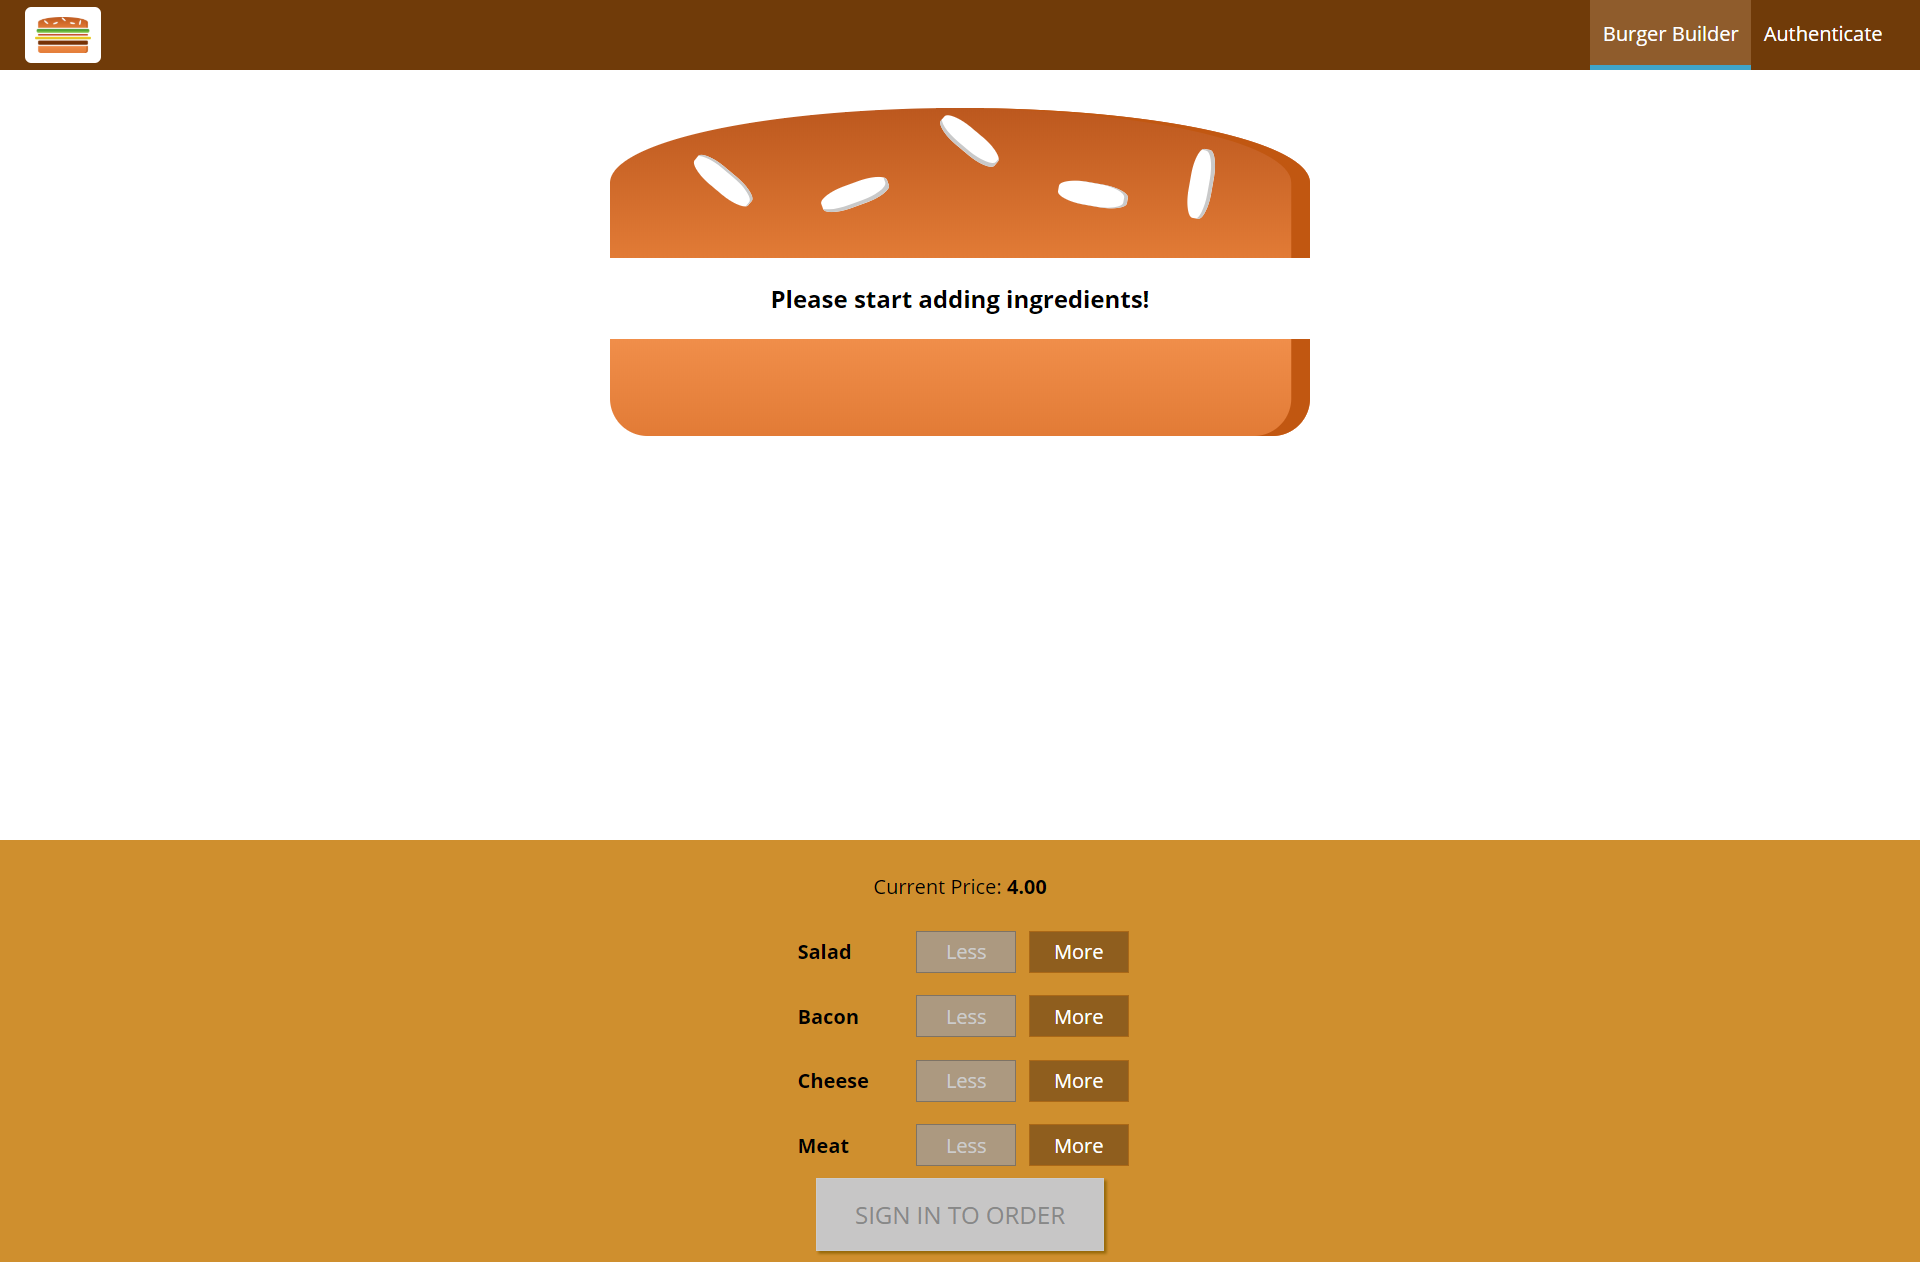 Burger Builder Authenticate
Please start adding ingredients!
Current Price: 4.00
Salad Less More
Bacon Less More
Cheese Less More
Meat Less More
SIGN IN TO ORDER